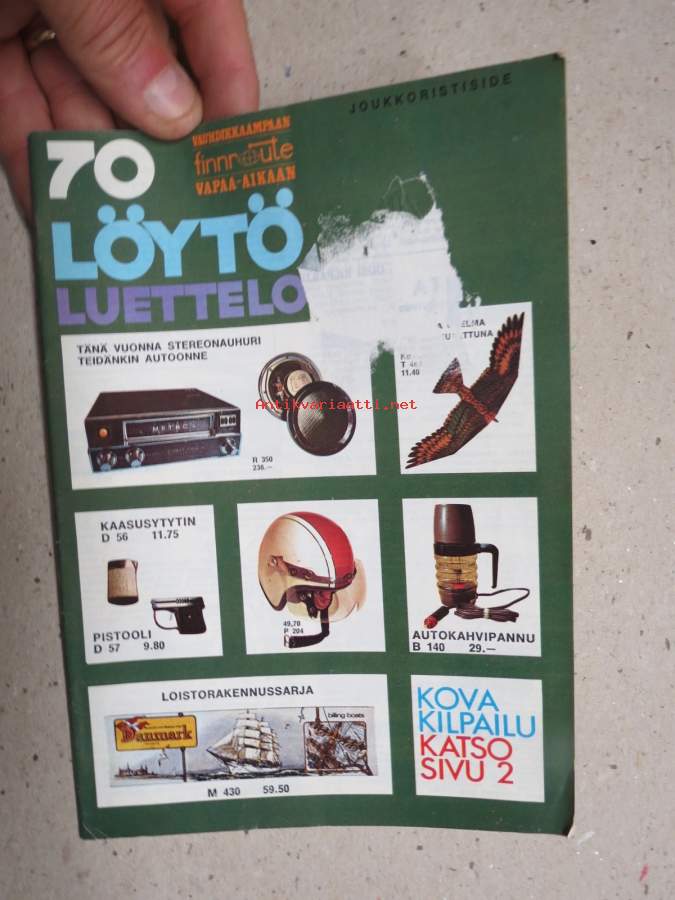 JOUKKORISTISIDE
VAUHDIKKAAMPAAN
finnroute
VAPAA-AIKAAN
70
LÖYTÖ
LUETTELO
TÄNÄ VUONNA STEREONAUHURI
TEIDÄNKIN AUTOONNE
METRO
R 350
236.—
11.40
Antikvariaatti.net
KAASUSYTYTIN
D 56 11.75
PISTOOLI
D 57 9.80
49,70
P 204
AUTOKAHVIPANNU
B 140 29.—
LOISTORAKENNUSSARJA
Danmark
billing boats
M 430 59.50
KOVA
KILPAILU
KATSO
SIVU 2